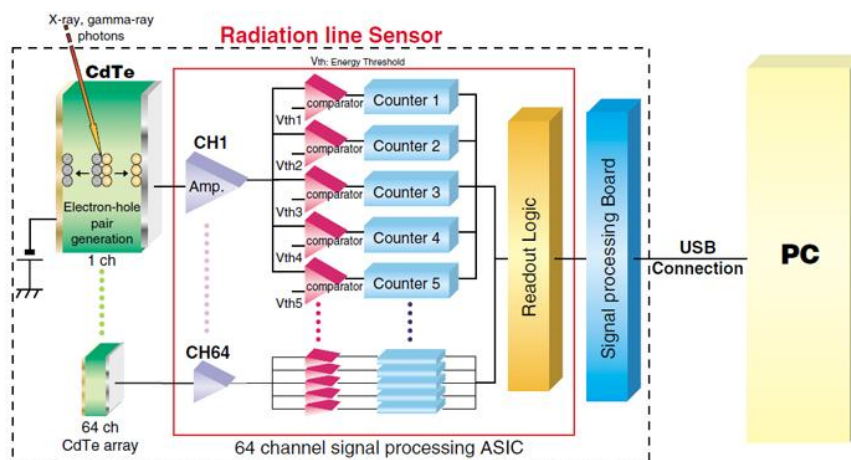 X-ray, gamma-ray
photons
Radiation line Sensor
CdTe
Vth: Energy Threshold
Electron-hole
pair
generation
1 ch
CH1
Amp.
comparator
Counter 1
Vth1
comparator
Counter 2
Vth2
comparator
Counter 3
Vth3
comparator
Counter 4
Vth4
comparator
Counter 5
Vth5
Readout Logic
Signal processing Board
USB
Connection
PC
CH64
64 ch
CdTe array
64 channel signal processing ASIC